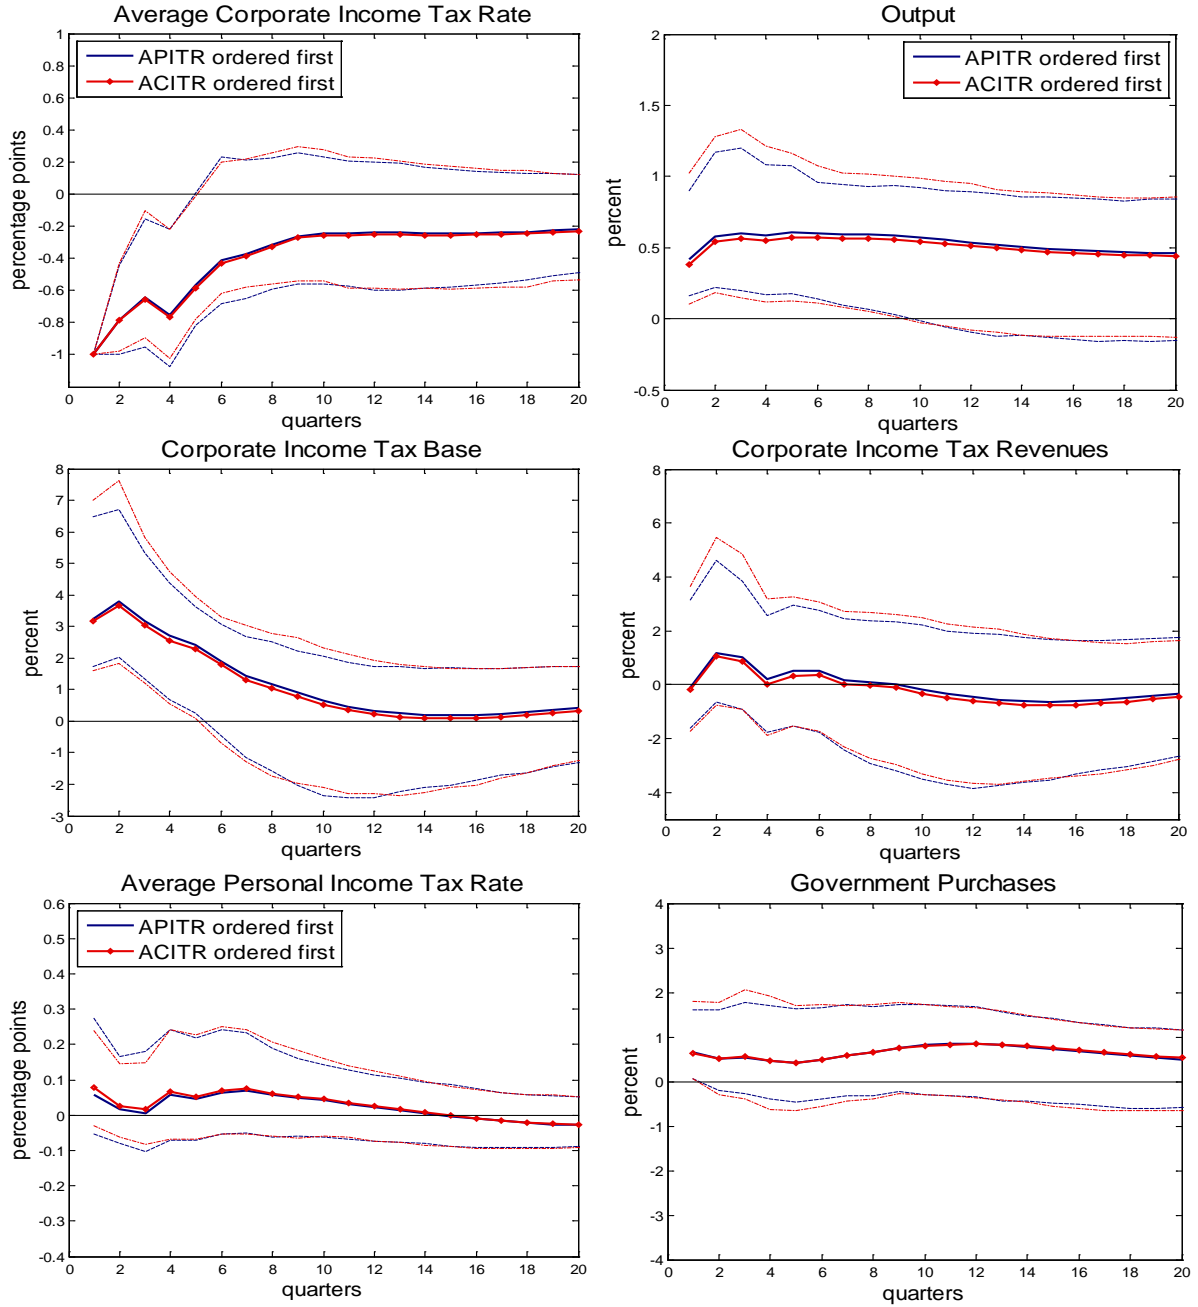 Average Corporate Income Tax Rate
1
0.8
0.6
0.4
0.2
0
-0.2
-0.4
-0.6
-0.8
-1
percentage points
APITR ordered first
ACITR ordered first
0 2 4 6 8 10 12 14 16 18 20
quarters
Output
2
1.5
1
0.5
0
-0.5
percent
APITR ordered first
ACITR ordered first
0 2 4 6 8 10 12 14 16 18 20
quarters
Corporate Income Tax Base
8
7
6
5
4
3
2
1
0
-1
-2
-3
percent
0 2 4 6 8 10 12 14 16 18 20
quarters
Corporate Income Tax Revenues
8
6
4
2
0
-2
-4
percent
0 2 4 6 8 10 12 14 16 18 20
quarters
Average Personal Income Tax Rate
0.6
0.5
0.4
0.3
0.2
0.1
0
-0.1
-0.2
-0.3
-0.4
percentage points
APITR ordered first
ACITR ordered first
0 2 4 6 8 10 12 14 16 18 20
quarters
Government Purchases
4
3
2
1
0
-1
-2
-3
-4
percent
0 2 4 6 8 10 12 14 16 18 20
quarters